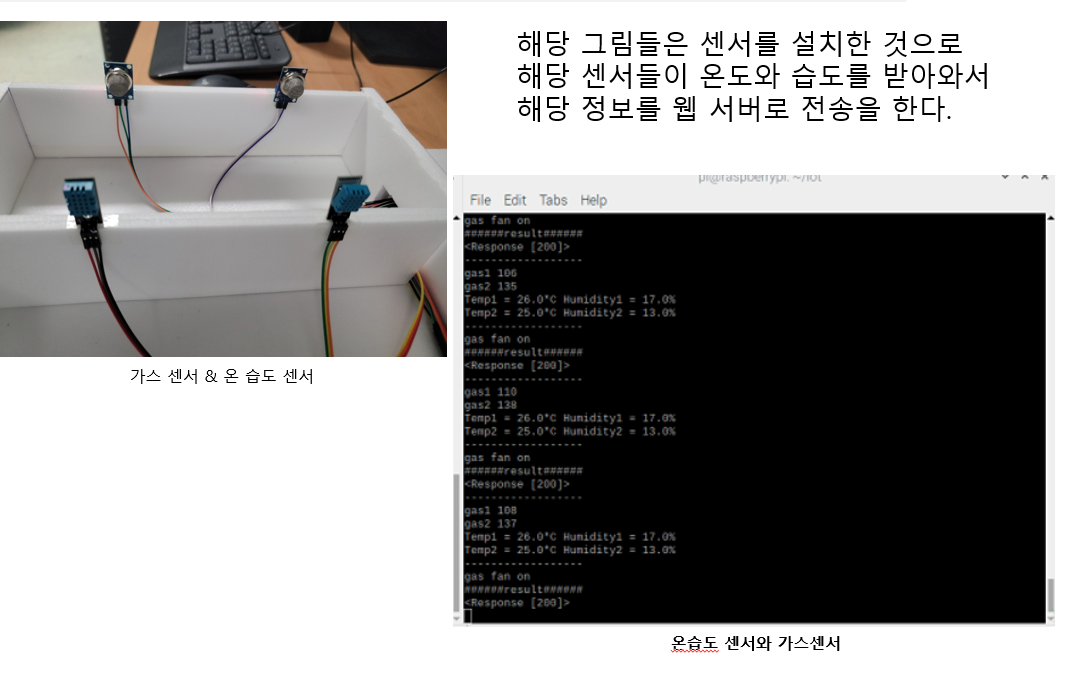 해당 그림들은 센서를 설치한 것으로
해당 센서들이 온도와 습도를 받아와서
해당 정보를 웹 서버로 전송을 한다.
가스 센서 & 온 습도 센서
pi@raspberrypi: ~/iot
File Edit Tabs Help
gas fan on
######result######
<Response [200]>
------------------
gas1 106
gas2 135
Temp1 = 26.0°C Humidity1 = 17.0%
Temp2 = 25.0°C Humidity2 = 13.0%
------------------
gas fan on
######result######
<Response [200]>
------------------
gas1 110
gas2 138
Temp1 = 26.0°C Humidity1 = 17.0%
Temp2 = 25.0°C Humidity2 = 13.0%
------------------
gas fan on
######result######
<Response [200]>
------------------
gas1 108
gas2 137
Temp1 = 26.0°C Humidity1 = 17.0%
Temp2 = 25.0°C Humidity2 = 13.0%
------------------
gas fan on
######result######
<Response [200]>
온습도 센서와 가스센서